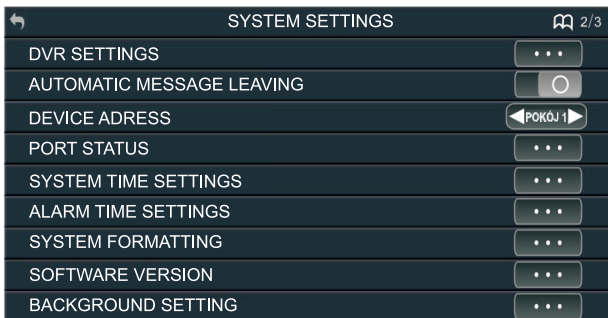 SYSTEM SETTINGS 2/3
DVR SETTINGS
AUTOMATIC MESSAGE LEAVING
DEVICE ADRESS POKÓJ 1
PORT STATUS
SYSTEM TIME SETTINGS
ALARM TIME SETTINGS
SYSTEM FORMATTING
SOFTWARE VERSION
BACKGROUND SETTING